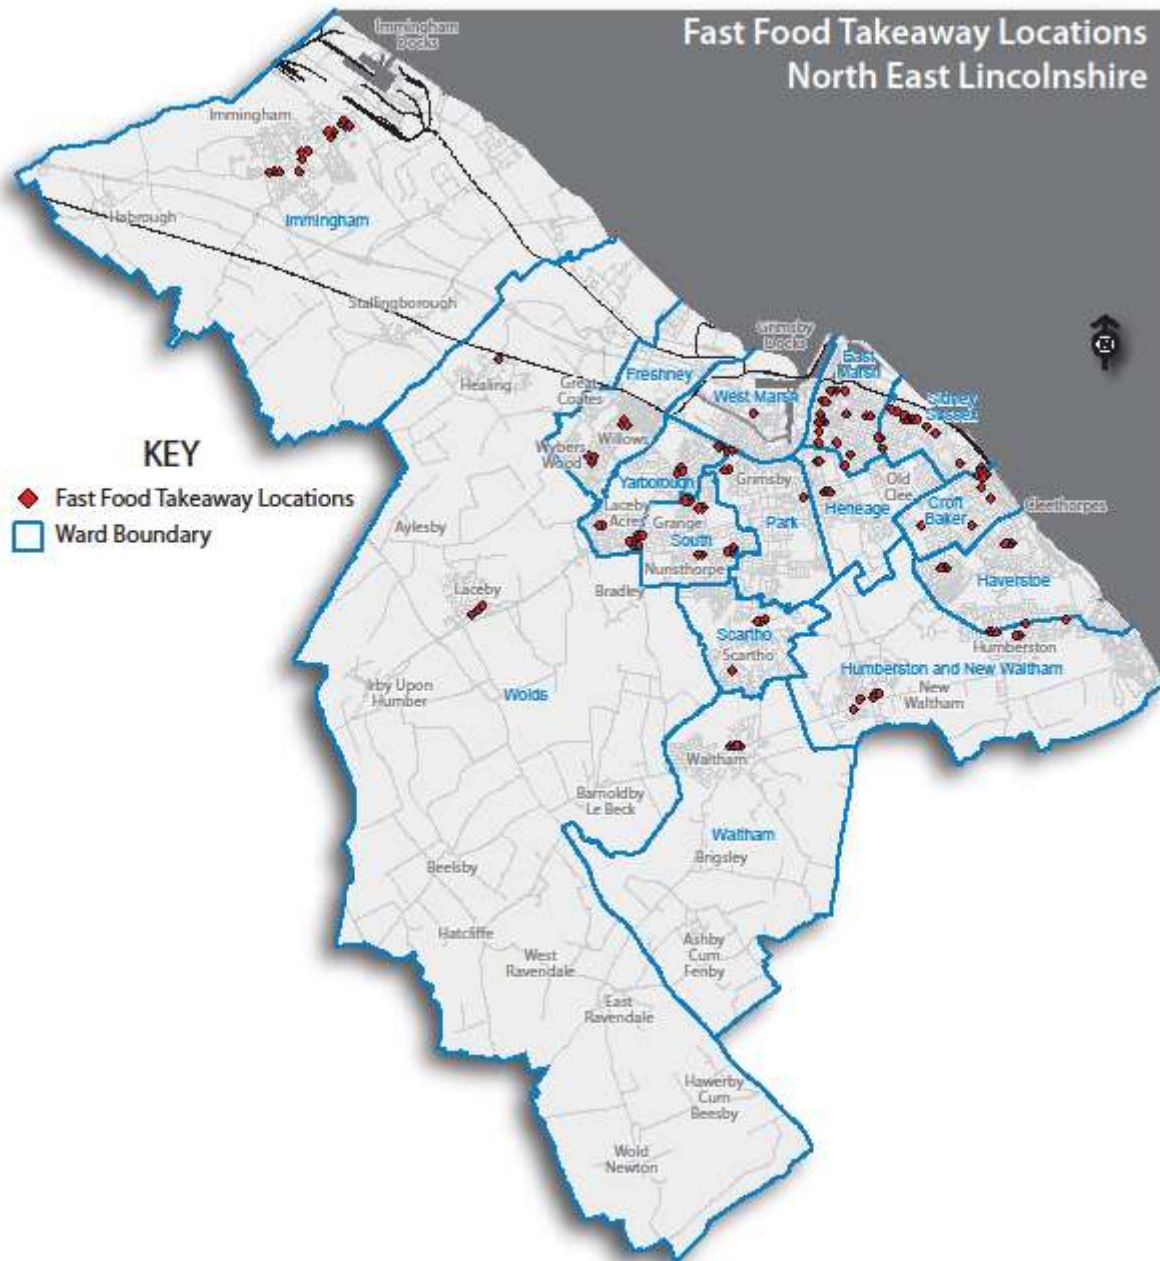 Fast Food Takeaway Locations
North East Lincolnshire
Immingham
Docks
Immingham
Habrough
Immingham
Stallingborough
Grimsby
Docks
East
Marsh
Freshney
Healing
Great
Coates
West Marsh
Sidney
Sussex
KEY
Fast Food Takeaway Locations
Ward Boundary
Willows
Wybers
Wood
Yarborough
Grimsby
Old
Clee
Laceby
Acres
Grange
Park
Heneage
Croft
Baker
Cleethorpes
Aylesby
South
Nunsthorpe
Haverstoe
Laceby
Bradley
Scartho
Scartho
Humberston
Humberston and New Waltham
New
Waltham
Irby Upon
Humber
Wolds
Waltham
Barnoldby
Le Beck
Waltham
Brigsley
Beelsby
Hatcliffe
West
Ravendale
Ashby
Cum
Fenby
East
Ravendale
Hawerby
Cum
Beesby
Wold
Newton